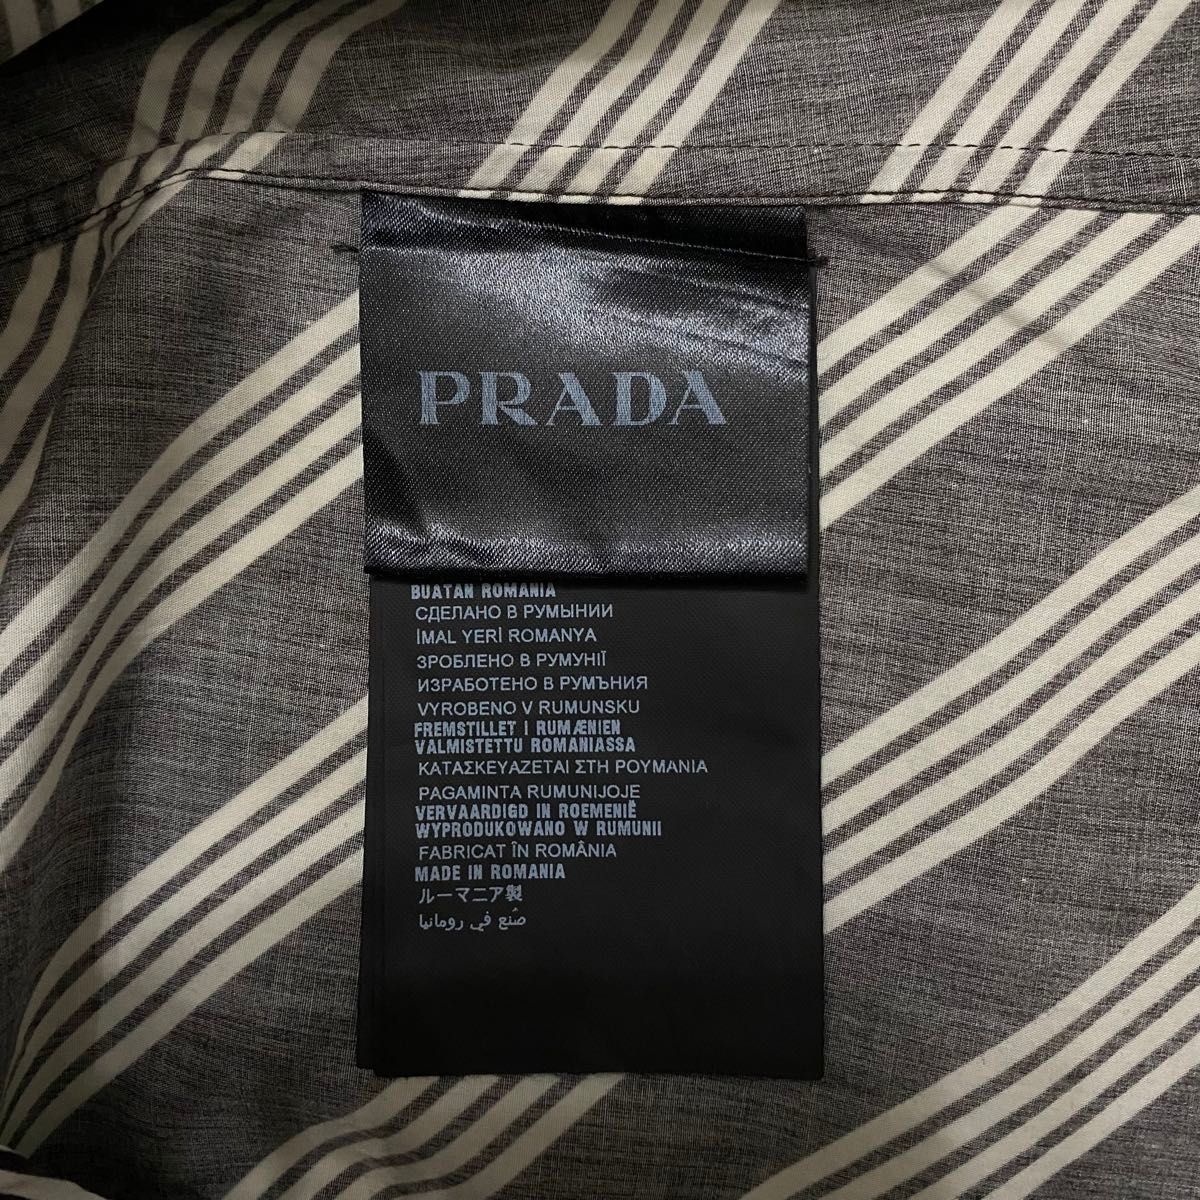 PRADA
BUATAN ROMANIA
СДЕЛАНО В РУМЫНИИ
İMAL YERİ ROMANYA
ЗРОБЛЕНО В РУМУНІЇ
ИЗРАБОТЕНО В РУМЪНИЯ
VYROBENO V RUMUNSKU
FREMSTILLET I RUMÆNIEN
VALMISTETTU ROMANIASSA
ΚΑΤΑΣΚΕΥΑΖΕΤΑΙ ΣΤΗ ΡΟΥΜΑΝΙΑ
PAGAMINTA RUMUNIJOJE
VERVAARDIGD IN ROEMENIË
WYPRODUKOWANO W RUMUNII
FABRICAT ÎN ROMÂNIA
MADE IN ROMANIA
ルーマニア製
صُنع في رومانيا